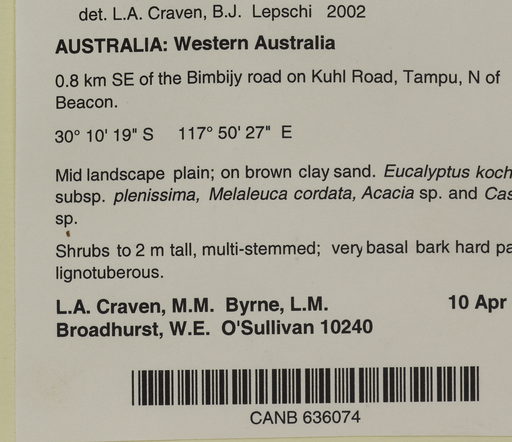 det. L.A. Craven, B.J. Lepschi 2002
AUSTRALIA: Western Australia
0.8 km SE of the Bimbijy road on Kuhl Road, Tampu, N of
Beacon.
30° 10' 19" S 117° 50' 27" E
Mid landscape plain; on brown clay sand. Eucalyptus koch
subsp. plenissima, Melaleuca cordata, Acacia sp. and Cas
sp.
Shrubs to 2 m tall, multi-stemmed; very basal bark hard pa
lignotuberous.
L.A. Craven, M.M. Byrne, L.M. 10 Apr
Broadhurst, W.E. O'Sullivan 10240
CANB 636074